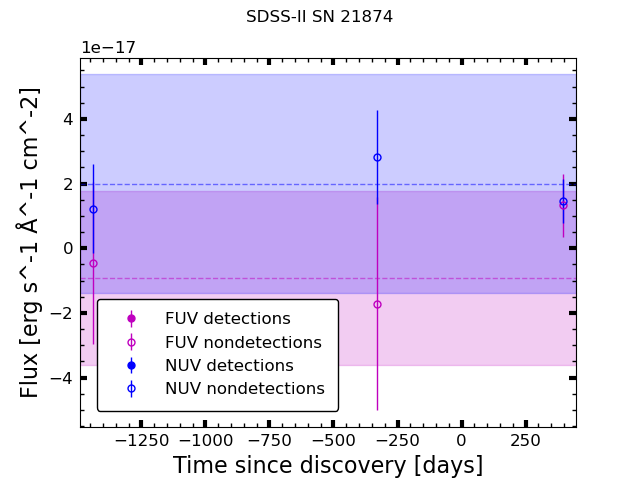 SDSS-II SN 21874
1e−17
4
2
0
−2
−4
Flux [erg s^-1 Å^-1 cm^-2]
FUV detections
FUV nondetections
NUV detections
NUV nondetections
−1250 −1000 −750 −500 −250 0 250
Time since discovery [days]